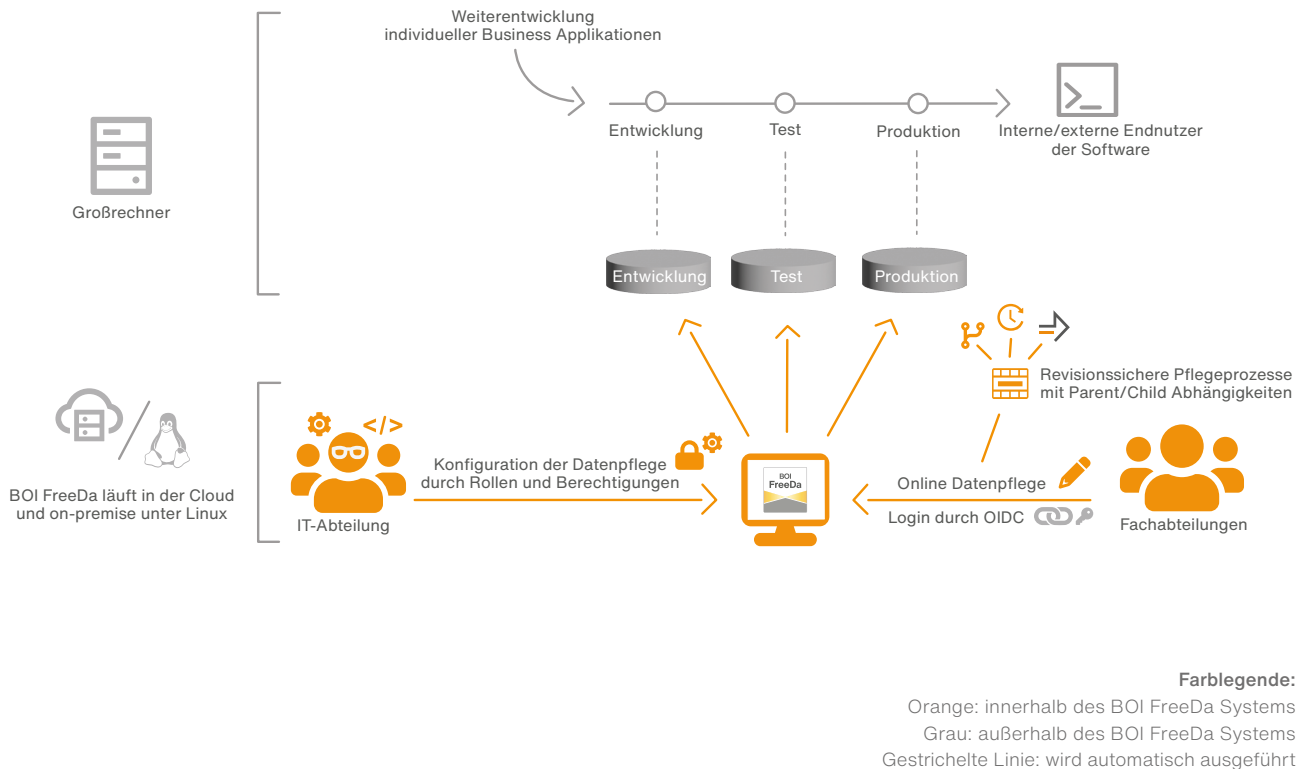 Weiterentwicklung
individueller Business Applikationen
Entwicklung
Test
Produktion
Interne/externe Endnutzer
der Software
Großrechner
Entwicklung
Test
Produktion
Revisionssichere Pflegeprozesse
mit Parent/Child Abhängigkeiten
</>
BOI FreeDa läuft in der Cloud
und on-premise unter Linux
IT-Abteilung
Konfiguration der Datenpflege
durch Rollen und Berechtigungen
BOI
FreeDa
Online Datenpflege
Login durch OIDC
Fachabteilungen
Farblegende:
Orange: innerhalb des BOI FreeDa Systems
Grau: außerhalb des BOI FreeDa Systems
Gestrichelte Linie: wird automatisch ausgeführt